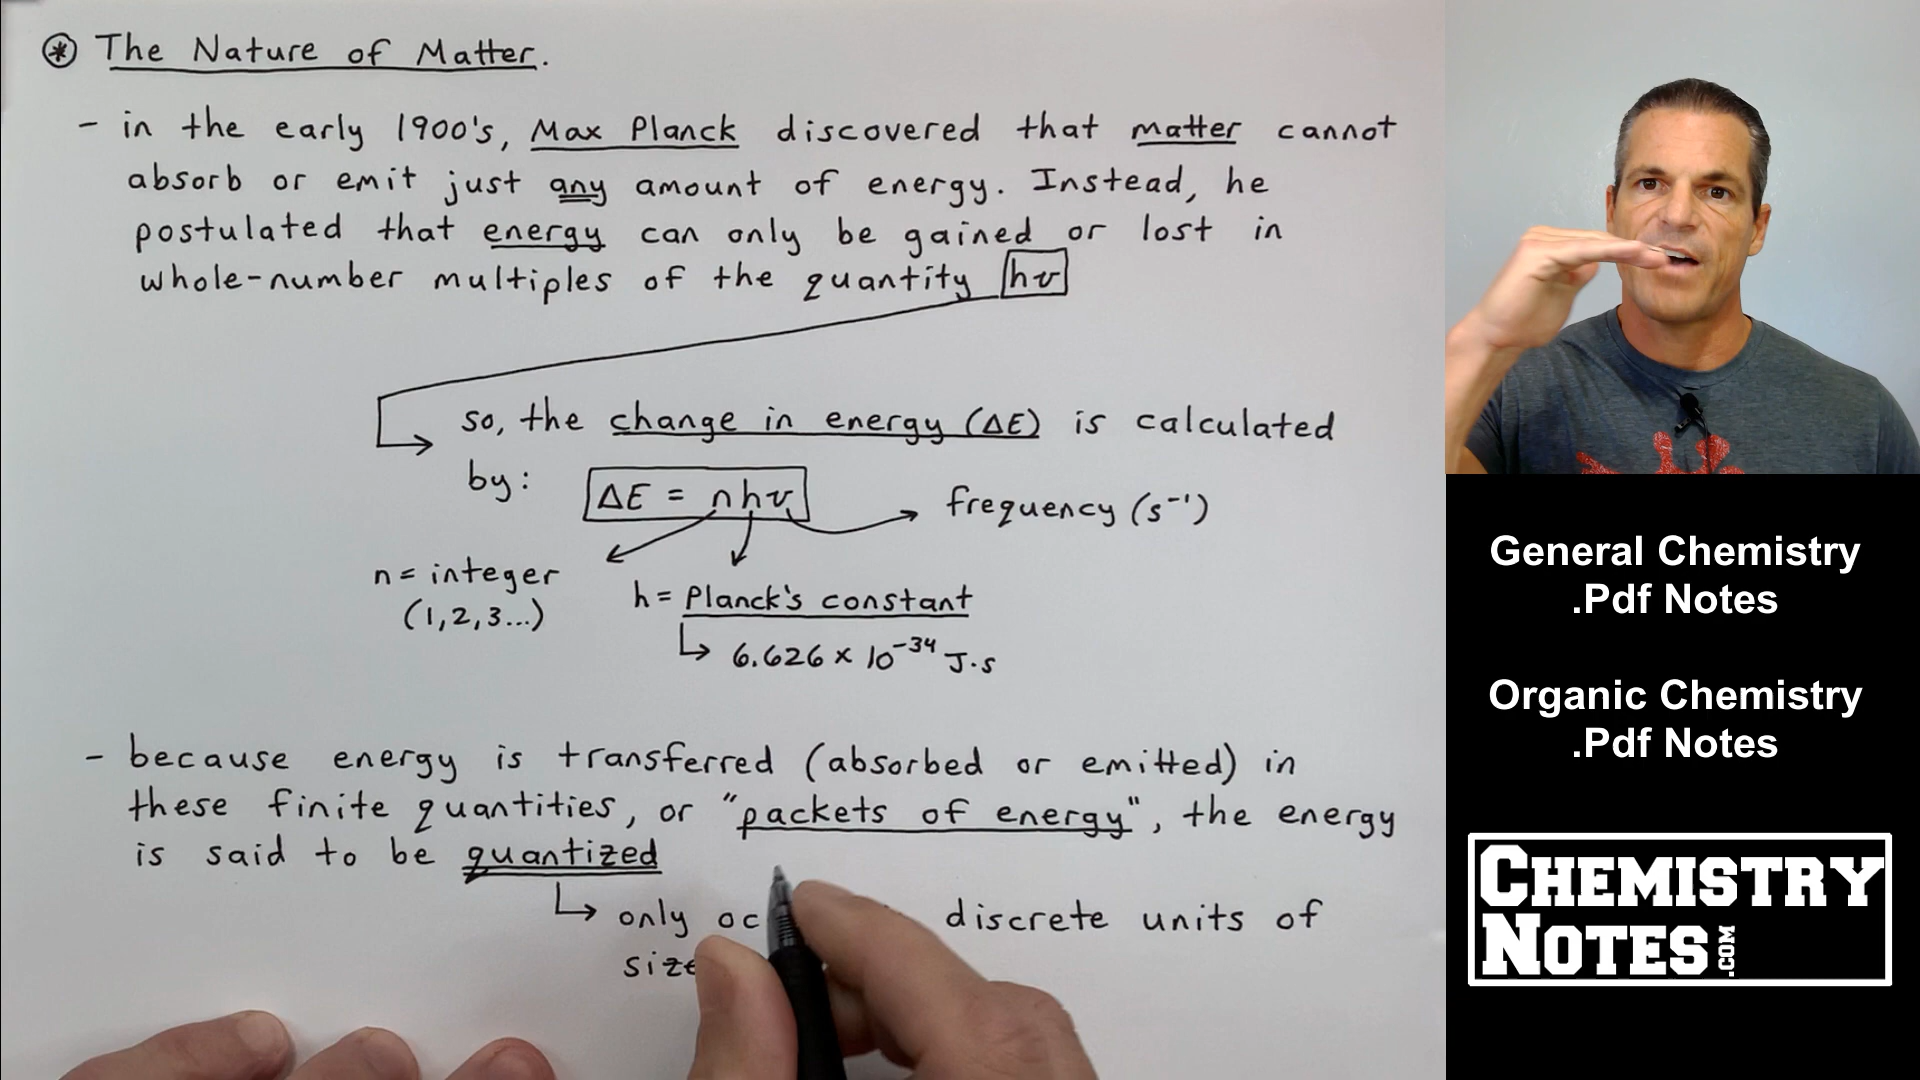 ⊛ The Nature of Matter.
- in the early 1900's, Max Planck discovered that matter cannot
absorb or emit just any amount of energy. Instead, he
postulated that energy can only be gained or lost in
whole-number multiples of the quantity hν
so, the change in energy (ΔE) is calculated
by:
ΔE = nhν
frequency (s⁻¹)
n = integer
(1,2,3...)
h = Planck's constant
↳ 6.626 × 10⁻³⁴ J·s
- because energy is transferred (absorbed or emitted) in
these finite quantities, or "packets of energy", the energy
is said to be quantized
↳ only discrete units of
General Chemistry
.Pdf Notes
Organic Chemistry
.Pdf Notes
CHEMISTRY
NOTES.COM